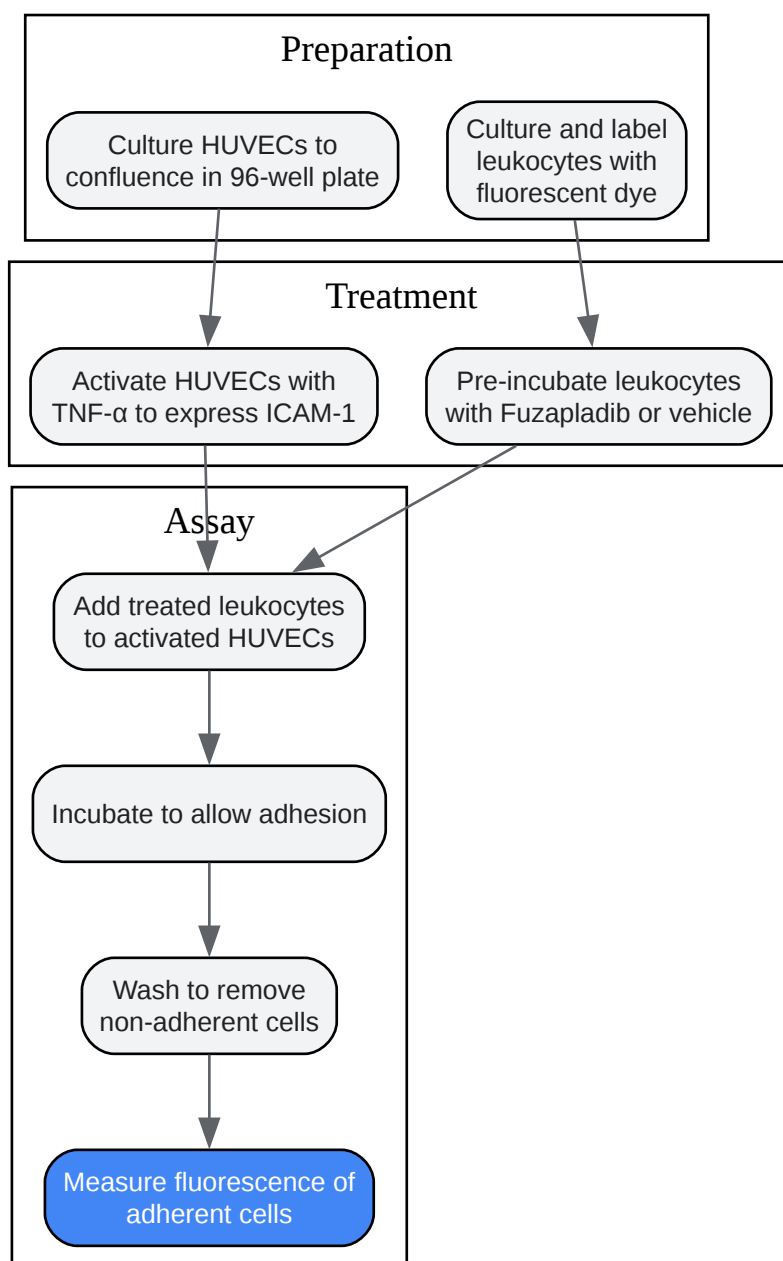 Preparation
Culture HUVECs to
confluence in 96-well plate
Culture and label
leukocytes with
fluorescent dye
Treatment
Activate HUVECs with
TNF-α to express ICAM-1
Pre-incubate leukocytes
with Fuzapladib or vehicle
Assay
Add treated leukocytes
to activated HUVECs
Incubate to allow adhesion
Wash to remove
non-adherent cells
Measure fluorescence of
adherent cells